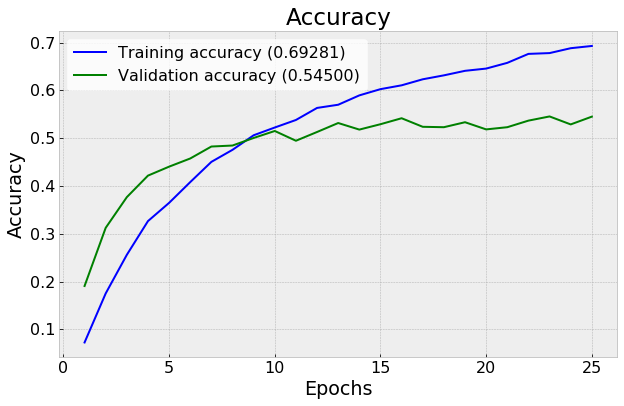 Accuracy
Training accuracy (0.69281)
Validation accuracy (0.54500)
0.7
0.6
0.5
0.4
0.3
0.2
0.1
Accuracy
0 5 10 15 20 25
Epochs